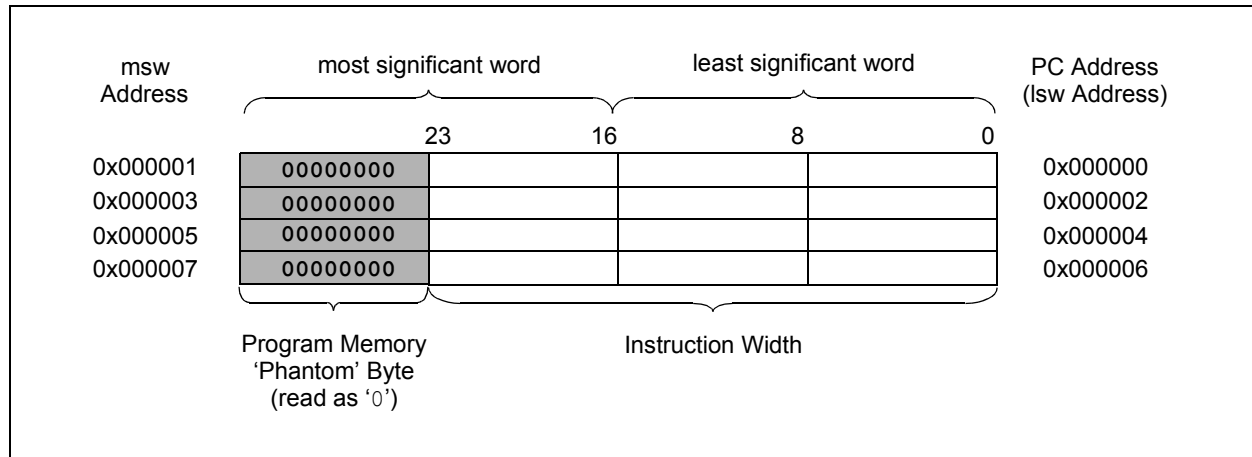 msw
Address
most significant word
least significant word
PC Address
(lsw Address)
23 16 8 0
0x000001 00000000 0x000000
0x000003 00000000 0x000002
0x000005 00000000 0x000004
0x000007 00000000 0x000006
Program Memory
‘Phantom’ Byte
(read as ‘0’)
Instruction Width